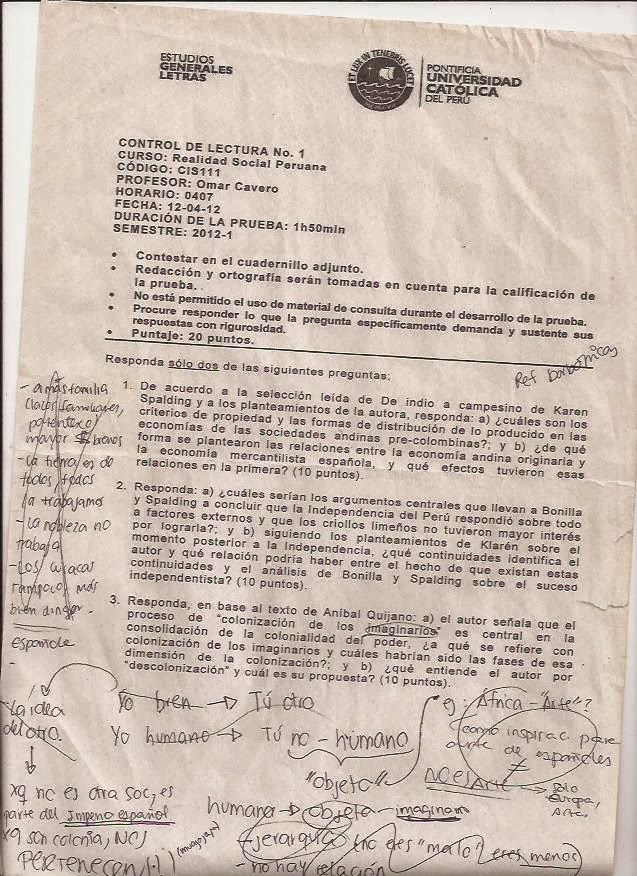 ESTUDIOS
GENERALES
LETRAS
ET LUX IN TENEBRIS LUCET
PONTIFICIA
UNIVERSIDAD
CATÓLICA
DEL PERÚ
CONTROL DE LECTURA No. 1
CURSO: Realidad Social Peruana
CÓDIGO: CIS111
PROFESOR: Omar Cavero
HORARIO: 0407
FECHA: 12-04-12
DURACIÓN DE LA PRUEBA: 1h50min
SEMESTRE: 2012-1
• Contestar en el cuadernillo adjunto.
• Redacción y ortografía serán tomadas en cuenta para la calificación de
la prueba.
• No está permitido el uso de material de consulta durante el desarrollo de la prueba.
• Procure responder lo que la pregunta específicamente demanda y sustente sus
respuestas con rigurosidad.
• Puntaje: 20 puntos.
Responda sólo dos de las siguientes preguntas:
Ref borbónicas
1. De acuerdo a la selección leída de De indio a campesino de Karen
Spalding y a los planteamientos de la autora, responda: a) ¿cuáles son los
criterios de propiedad y las formas de distribución de lo producido en las
economías de las sociedades andinas pre-colombinas?; y b) ¿de qué
forma se plantearon las relaciones entre la economía andina originaria y
la economía mercantilista española, y qué efectos tuvieron esas
relaciones en la primera? (10 puntos).
2. Responda: a) ¿cuáles serían los argumentos centrales que llevan a Bonilla
y Spalding a concluir que la Independencia del Perú respondió sobre todo
a factores externos y que los criollos limeños no tuvieron mayor interés
por lograrla?; y b) siguiendo los planteamientos de Klarén sobre el
momento posterior a la Independencia, ¿qué continuidades identifica el
autor y qué relación podría haber entre el hecho de que existan estas
continuidades y el análisis de Bonilla y Spalding sobre el suceso
independentista? (10 puntos).
3. Responda, en base al texto de Aníbal Quijano: a) el autor señala que el
proceso de "colonización de los imaginarios" es central en la
consolidación de la colonialidad del poder, ¿a qué se refiere con
colonización de los imaginarios y cuáles habrían sido las fases de esa
dimensión de la colonización?; y b) ¿qué entiende el autor por
"descolonización" y cuál es su propuesta? (10 puntos).
- a más familia
(lazos familiares,
parentexco)
mayor # bienes
- La tierra es de
todos, todos
la trabajamos
- La nobleza no
trabaja
- Los curacas
tampoco, más
bien dirigen.
española
-
La idea
del otro.
xq no es otra soc, es
parte del Imperio español
xq son colonia, NO
PERTENECEN
Yo bien → Tú otro
Yo humano → Tú no - humano
"objeto"
humano → objeto - imaginario
- jerarquía (no eres "malo", eres menos)
- no hay relación
eg: África - "Arte"?
como inspirac. para
arte de españoles
≠
NO ES Arte → solo
Europa,